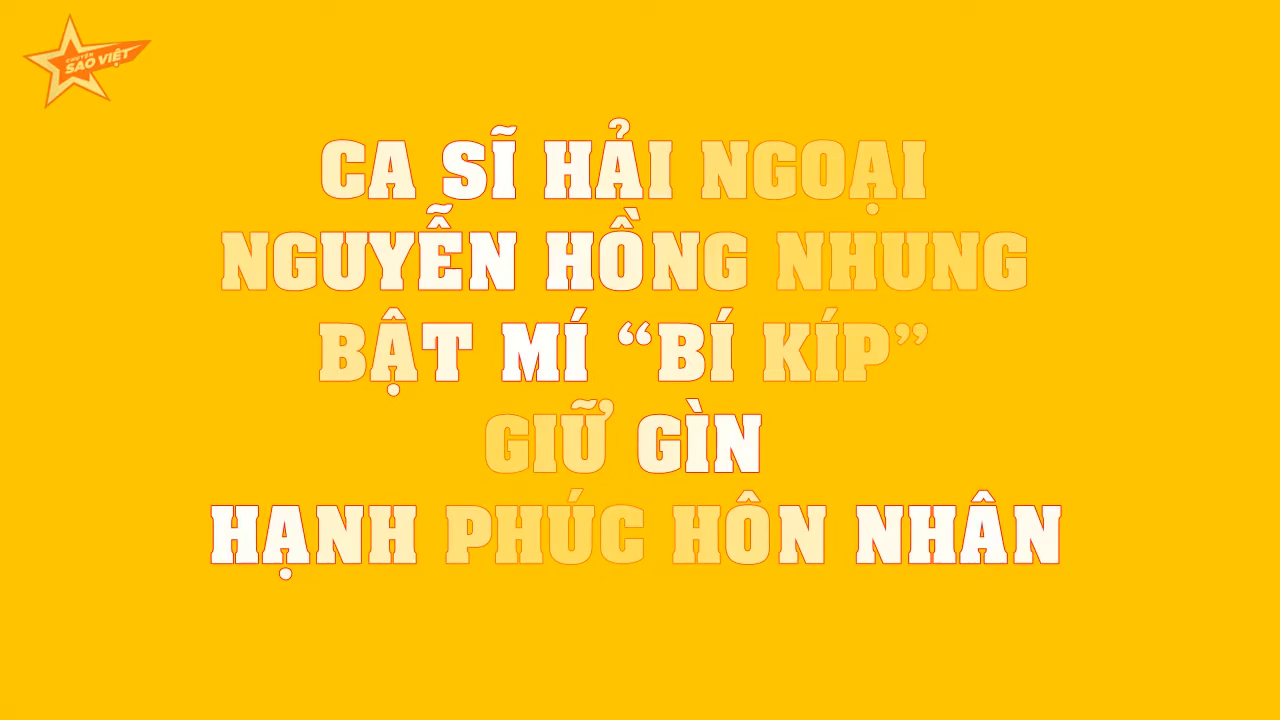 CHUYỆN
SAO VIỆT
CA SĨ HẢI NGOẠI
NGUYỄN HỒNG NHUNG
BẬT MÍ “BÍ KÍP”
GIỮ GÌN
HẠNH PHÚC HÔN NHÂN